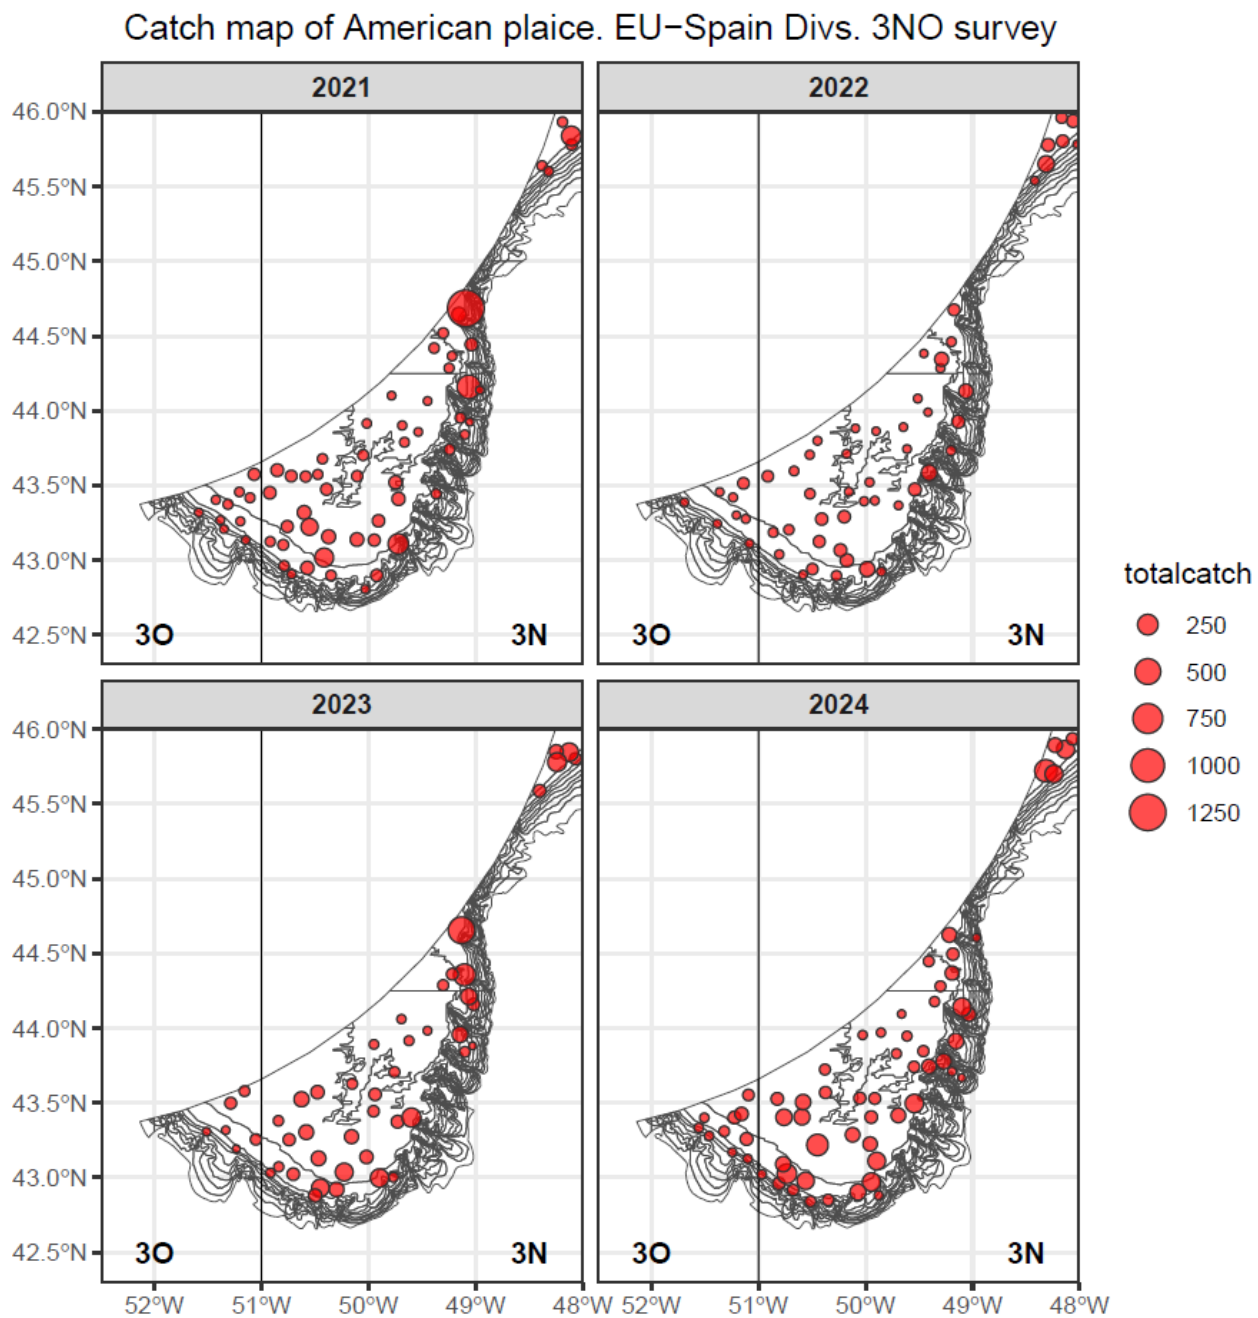 Catch map of American plaice. EU−Spain Divs. 3NO survey
2021
2022
46.0°N
45.5°N
45.0°N
44.5°N
44.0°N
43.5°N
43.0°N
42.5°N
3O
3N
3O
3N
totalcatch
250
500
750
1000
1250
2023
2024
46.0°N
45.5°N
45.0°N
44.5°N
44.0°N
43.5°N
43.0°N
42.5°N
3O
3N
3O
3N
52°W 51°W 50°W 49°W 48°W 52°W 51°W 50°W 49°W 48°W